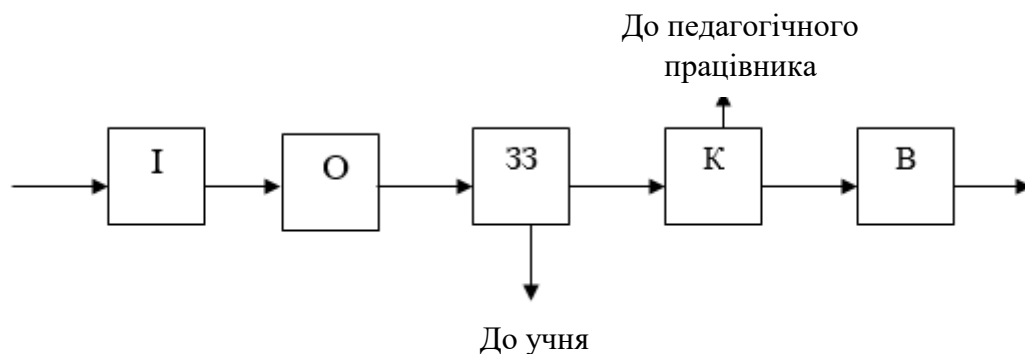 До педагогічного
працівника
І
О
ЗЗ
К
В
До учня